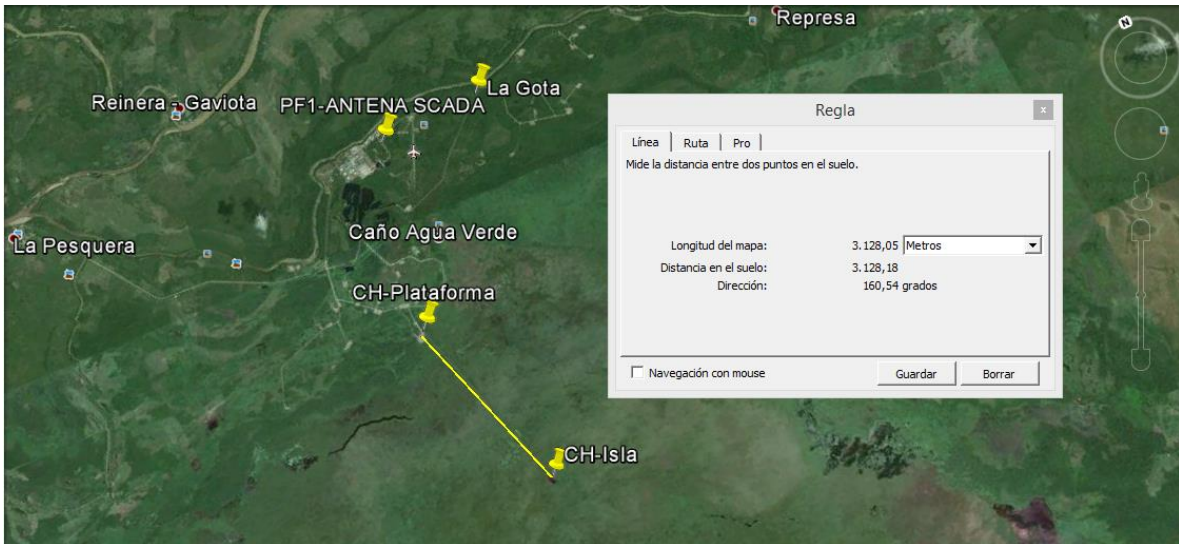 Represa
N
La Gota
Reinera - Gaviota
PF1-ANTENA SCADA
La Pesquera
Caño Agua Verde
CH-Plataforma
CH-Isla
Regla
x
Línea Ruta Pro
Mide la distancia entre dos puntos en el suelo.
Longitud del mapa: 3.128,05 Metros
Distancia en el suelo: 3.128,18
Dirección: 160,54 grados
Navegación con mouse Guardar Borrar